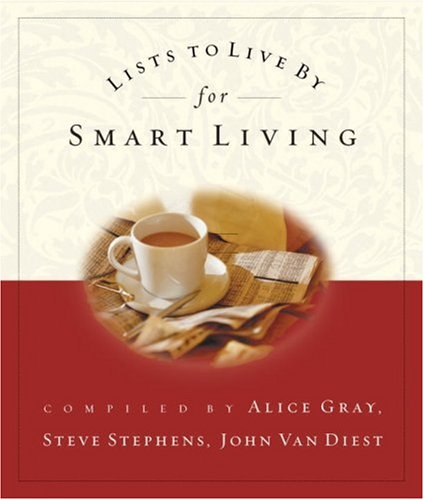 LISTS TO LIVE BY
for
SMART LIVING
COMPILED BY ALICE GRAY,
STEVE STEPHENS, JOHN VAN DIEST